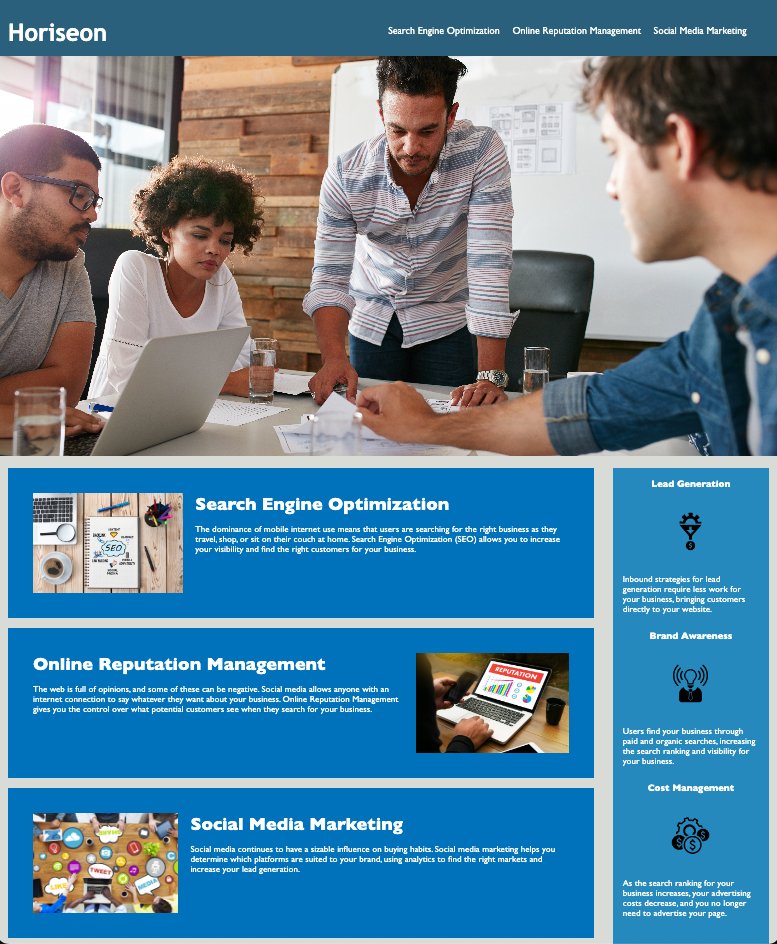 Horiseon
Search Engine Optimization Online Reputation Management Social Media Marketing
SEO
Search Engine Optimization
The dominance of mobile internet use means that users are searching for the right business as they
travel, shop, or sit on their couch at home. Search Engine Optimization (SEO) allows you to increase
your visibility and find the right customers for your business.
Online Reputation Management
The web is full of opinions, and some of these can be negative. Social media allows anyone with an
internet connection to say whatever they want about your business. Online Reputation Management
gives you the control over what potential customers see when they search for your business.
REPUTATION
LIKE
TWEET
MEDIA
Social Media Marketing
Social media continues to have a sizable influence on buying habits. Social media marketing helps you
determine which platforms are suited to your brand, using analytics to find the right markets and
increase your lead generation.
Lead Generation
Inbound strategies for lead
generation require less work for
your business, bringing customers
directly to your website.
Brand Awareness
Users find your business through
paid and organic searches, increasing
the search ranking and visibility for
your business.
Cost Management
As the search ranking for your
business increases, your advertising
costs decrease, and you no longer
need to advertise your page.